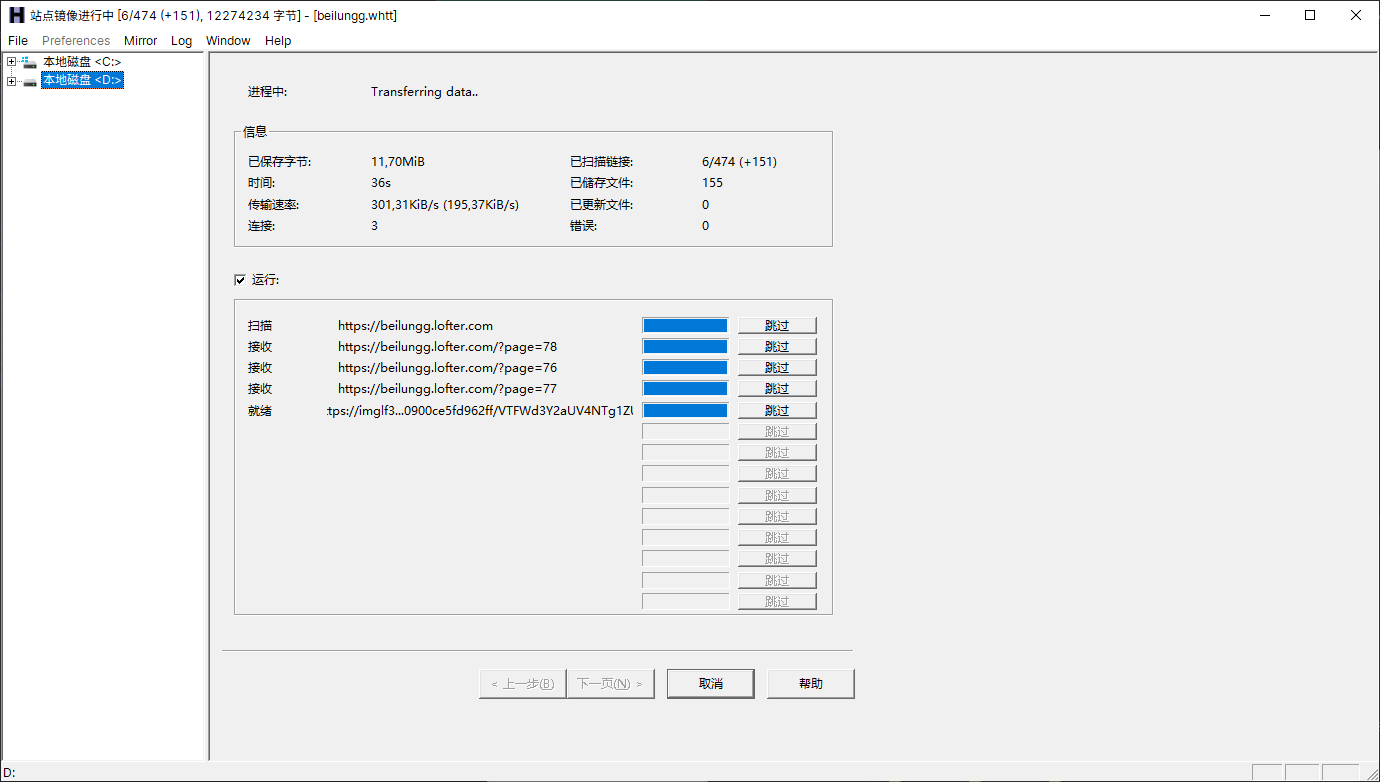 站点镜像进行中 [6/474 (+151), 12274234 字节] - [beilungg.whtt]
File Preferences Mirror Log Window Help
本地磁盘 <C:>
本地磁盘 <D:>
进程中: Transferring data..
信息
已保存字节: 11,70MiB 已扫描链接: 6/474 (+151)
时间: 36s 已储存文件: 155
传输速率: 301,31KiB/s (195,37KiB/s) 已更新文件: 0
连接: 3 错误: 0
运行:
扫描 https://beilungg.lofter.com 跳过
接收 https://beilungg.lofter.com/?page=78 跳过
接收 https://beilungg.lofter.com/?page=76 跳过
接收 https://beilungg.lofter.com/?page=77 跳过
就绪 :tps://imglf3...0900ce5fd962ff/VTFWd3Y2aUV4NTg1ZU 跳过
跳过
跳过
跳过
跳过
跳过
跳过
跳过
跳过
跳过
< 上一步(B) 下一页(N) > 取消 帮助
D: